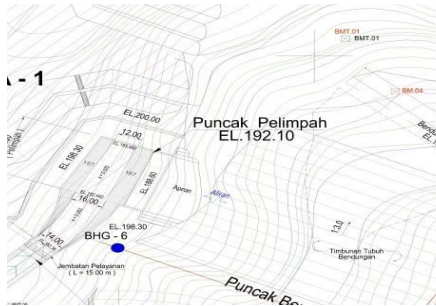 BMT.01
BMT.01
BM.04
A - 1
EL.200.00
12.00
Puncak Pelimpah
EL.192.10
EL.198.30
16.00
Apron
Aliran
EL.196.30
BHG - 6
14.00
Jembatan Pelayanan
( L = 15.00 m )
1:3.0
Timbunan Tubuh
Bendungan
Puncak Be